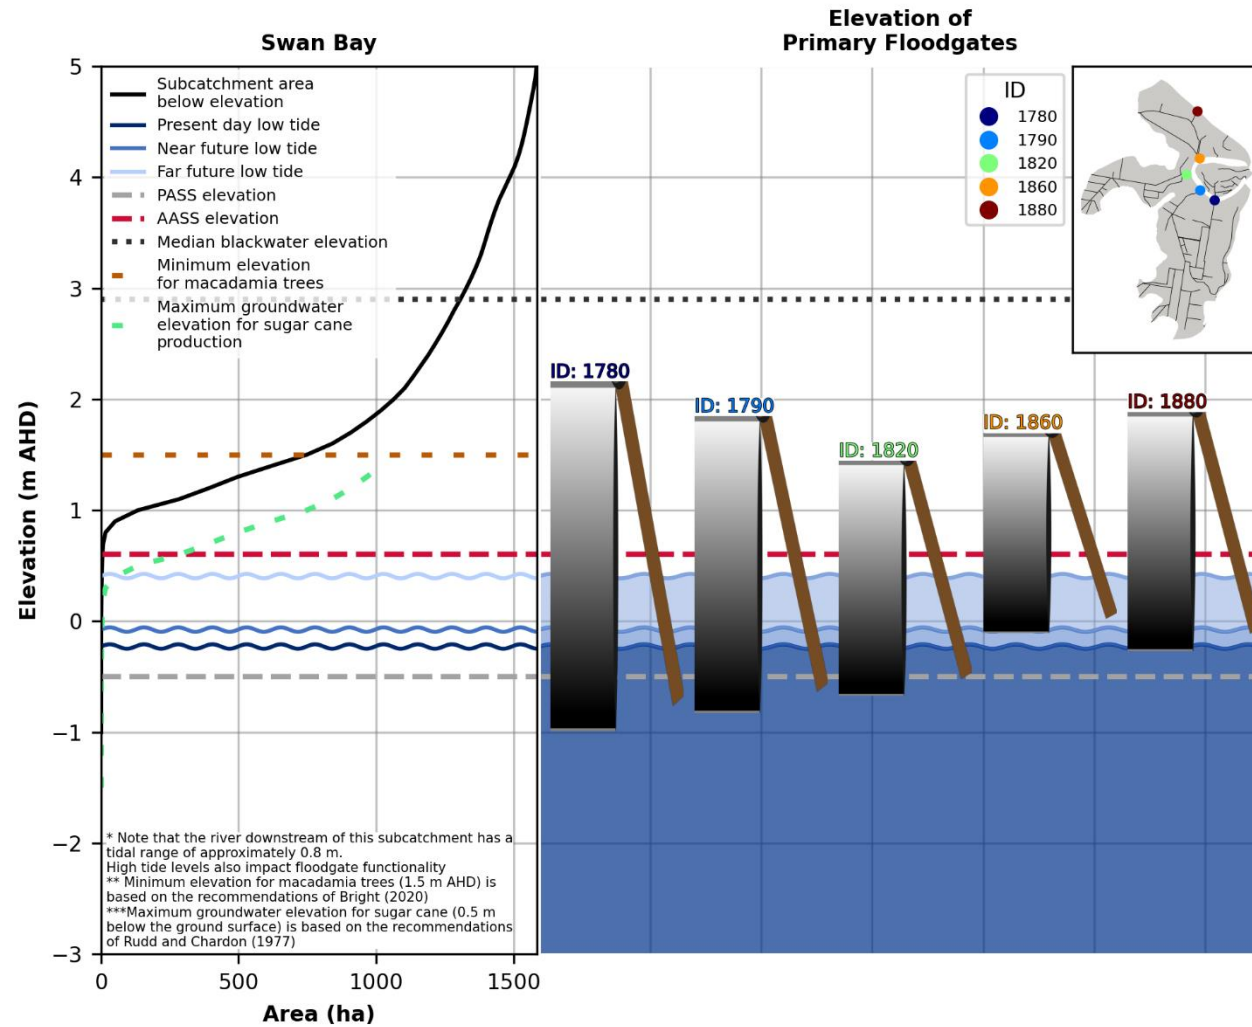 Swan Bay
Elevation of
Primary Floodgates
Elevation (m AHD)
5
4
3
2
1
0
−1
−2
−3
Subcatchment area
below elevation
Present day low tide
Near future low tide
Far future low tide
PASS elevation
AASS elevation
Median blackwater elevation
Minimum elevation
for macadamia trees
Maximum groundwater
elevation for sugar cane
production
* Note that the river downstream of this subcatchment has a
tidal range of approximately 0.8 m.
High tide levels also impact floodgate functionality
** Minimum elevation for macadamia trees (1.5 m AHD) is
based on the recommendations of Bright (2020)
***Maximum groundwater elevation for sugar cane (0.5 m
below the ground surface) is based on the recommendations
of Rudd and Chardon (1977)
0
500
1000
1500
Area (ha)
ID
1780
1790
1820
1860
1880
ID: 1780
ID: 1790
ID: 1820
ID: 1860
ID: 1880